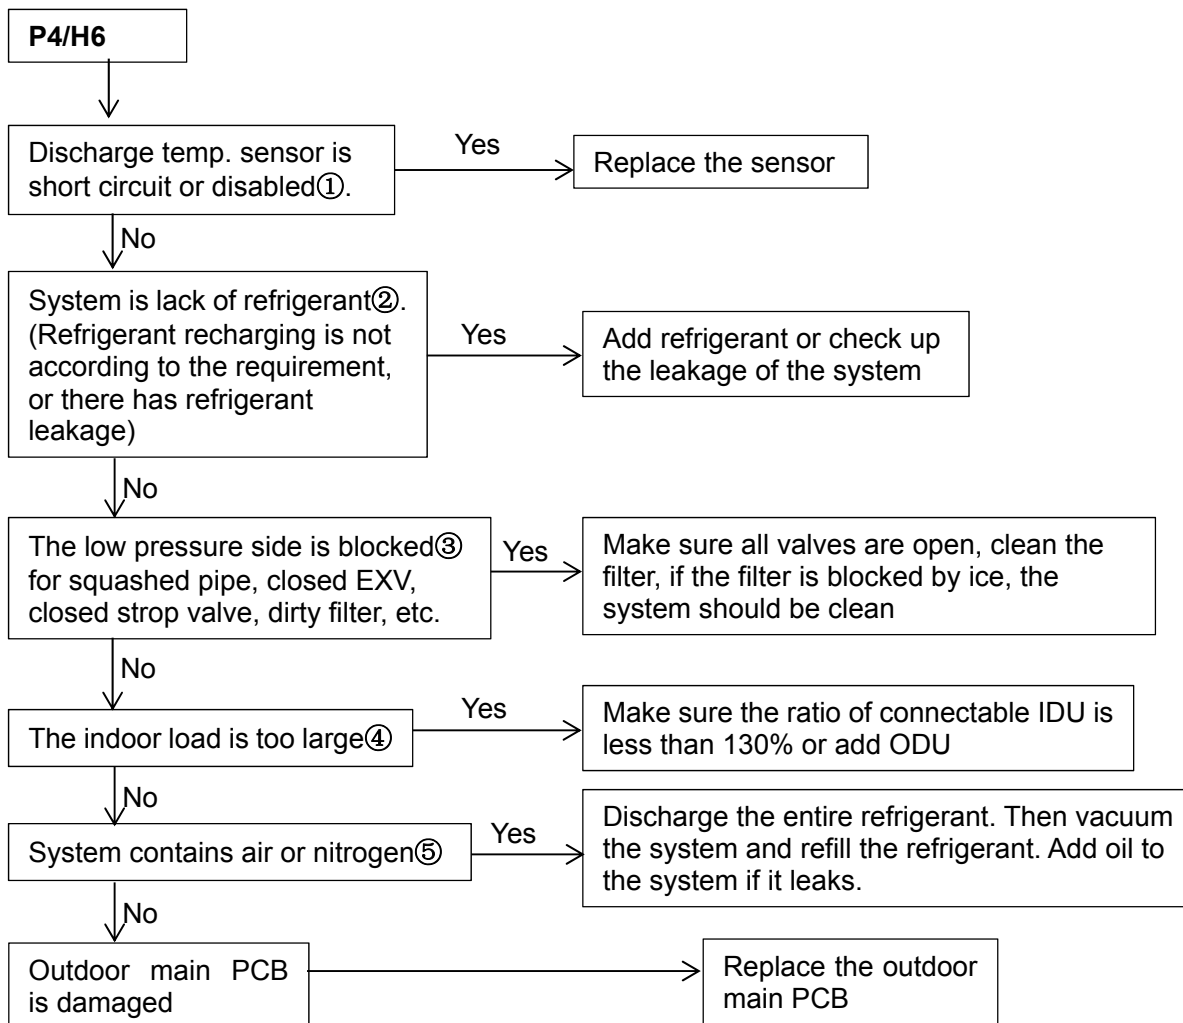 P4/H6
Discharge temp. sensor is
short circuit or disabled①.
Yes
Replace the sensor
No
System is lack of refrigerant②.
(Refrigerant recharging is not
according to the requirement,
or there has refrigerant
leakage)
Yes
Add refrigerant or check up
the leakage of the system
No
The low pressure side is blocked③
for squashed pipe, closed EXV,
closed strop valve, dirty filter, etc.
Yes
Make sure all valves are open, clean the
filter, if the filter is blocked by ice, the
system should be clean
No
The indoor load is too large④
Yes
Make sure the ratio of connectable IDU is
less than 130% or add ODU
No
System contains air or nitrogen⑤
Yes
Discharge the entire refrigerant. Then vacuum
the system and refill the refrigerant. Add oil to
the system if it leaks.
No
Outdoor main PCB
is damaged
Replace the outdoor
main PCB